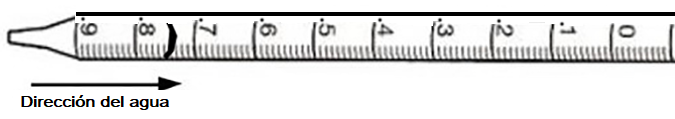 .9 .8 .7 .6 .5 .4 .3 .2 .1 0
Dirección del agua